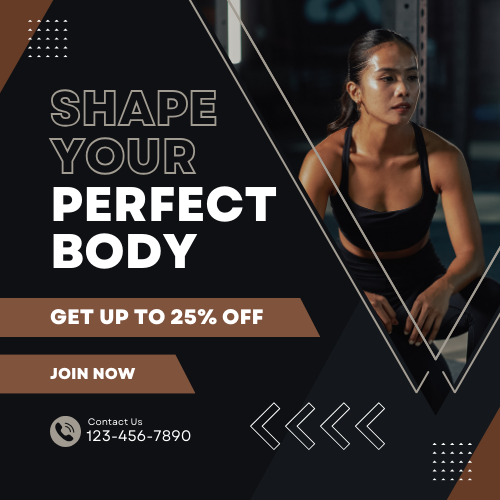 SHAPE
YOUR
PERFECT
BODY
GET UP TO 25% OFF
JOIN NOW
Contact Us
123-456-7890